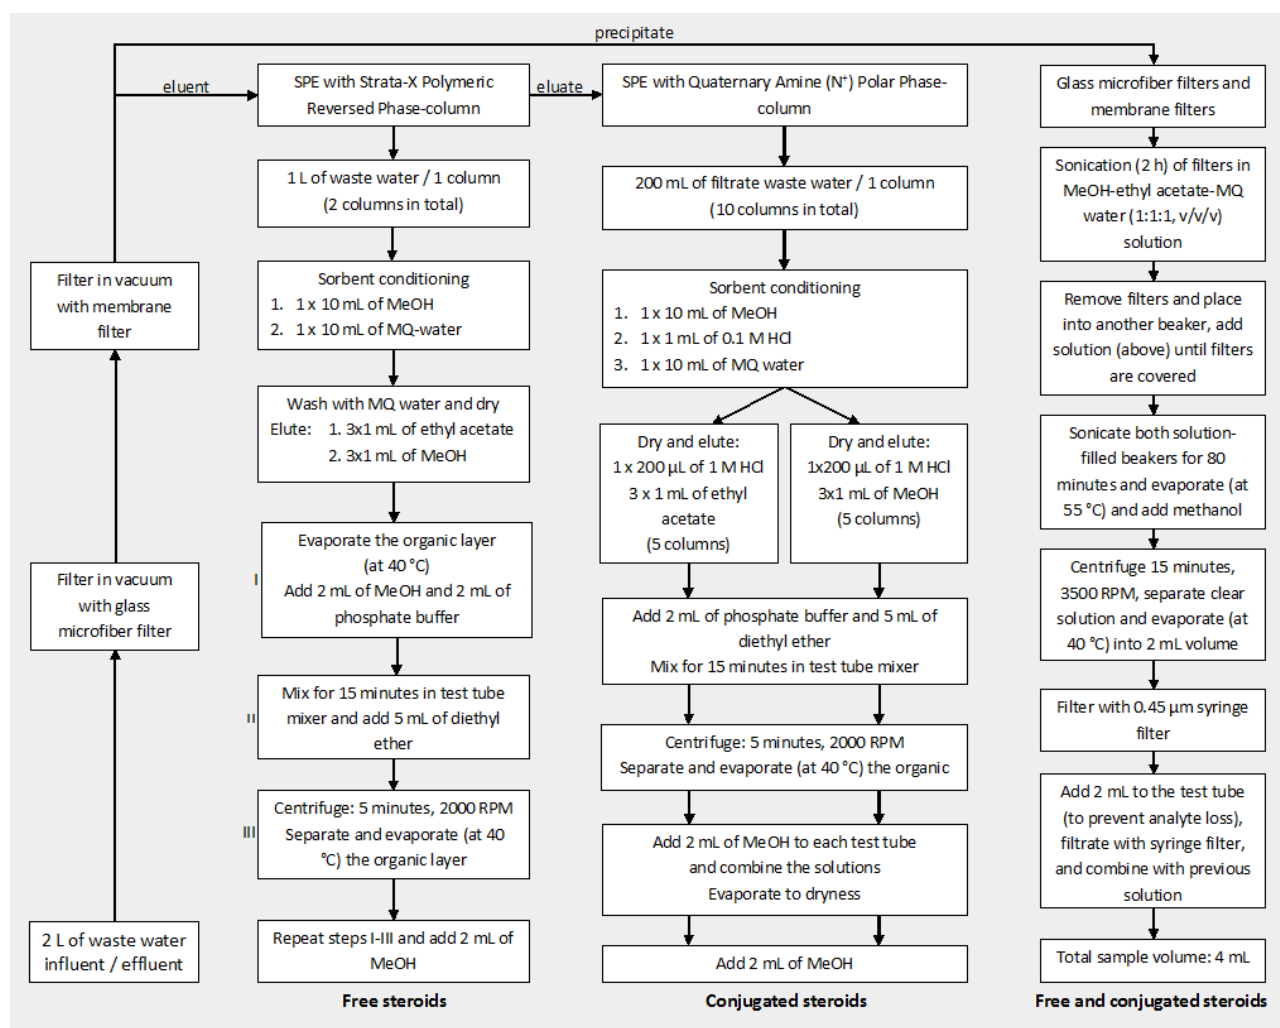 precipitate
eluent
eluate
2 L of waste water
influent / effluent
Filter in vacuum
with glass
microfiber filter
Filter in vacuum
with membrane
filter
SPE with Strata-X Polymeric
Reversed Phase-column
1 L of waste water / 1 column
(2 columns in total)
Sorbent conditioning
1. 1 x 10 mL of MeOH
2. 1 x 10 mL of MQ-water
Wash with MQ water and dry
Elute: 1. 3x1 mL of ethyl acetate
2. 3x1 mL of MeOH
I
Evaporate the organic layer
(at 40 °C)
Add 2 mL of MeOH and 2 mL of
phosphate buffer
II
Mix for 15 minutes in test tube
mixer and add 5 mL of diethyl
ether
III
Centrifuge: 5 minutes, 2000 RPM
Separate and evaporate (at 40
°C) the organic layer
Repeat steps I-III and add 2 mL of
MeOH
Free steroids
SPE with Quaternary Amine (N⁺) Polar Phase-
column
200 mL of filtrate waste water / 1 column
(10 columns in total)
Sorbent conditioning
1. 1 x 10 mL of MeOH
2. 1 x 1 mL of 0.1 M HCl
3. 1x10 mL of MQ water
Dry and elute:
1 x 200 µL of 1 M HCl
3 x 1 mL of ethyl
acetate
(5 columns)
Dry and elute:
1x200 µL of 1 M HCl
3x1 mL of MeOH
(5 columns)
Add 2 mL of phosphate buffer and 5 mL of
diethyl ether
Mix for 15 minutes in test tube mixer
Centrifuge: 5 minutes, 2000 RPM
Separate and evaporate (at 40 °C) the organic
Add 2 mL of MeOH to each test tube
and combine the solutions
Evaporate to dryness
Add 2 mL of MeOH
Conjugated steroids
Glass microfiber filters and
membrane filters
Sonication (2 h) of filters in
MeOH-ethyl acetate-MQ
water (1:1:1, v/v/v)
solution
Remove filters and place
into another beaker, add
solution (above) until filters
are covered
Sonicate both solution-
filled beakers for 80
minutes and evaporate (at
55 °C) and add methanol
Centrifuge 15 minutes,
3500 RPM, separate clear
solution and evaporate (at
40 °C) into 2 mL volume
Filter with 0.45 µm syringe
filter
Add 2 mL to the test tube
(to prevent analyte loss),
filtrate with syringe filter,
and combine with previous
solution
Total sample volume: 4 mL
Free and conjugated steroids